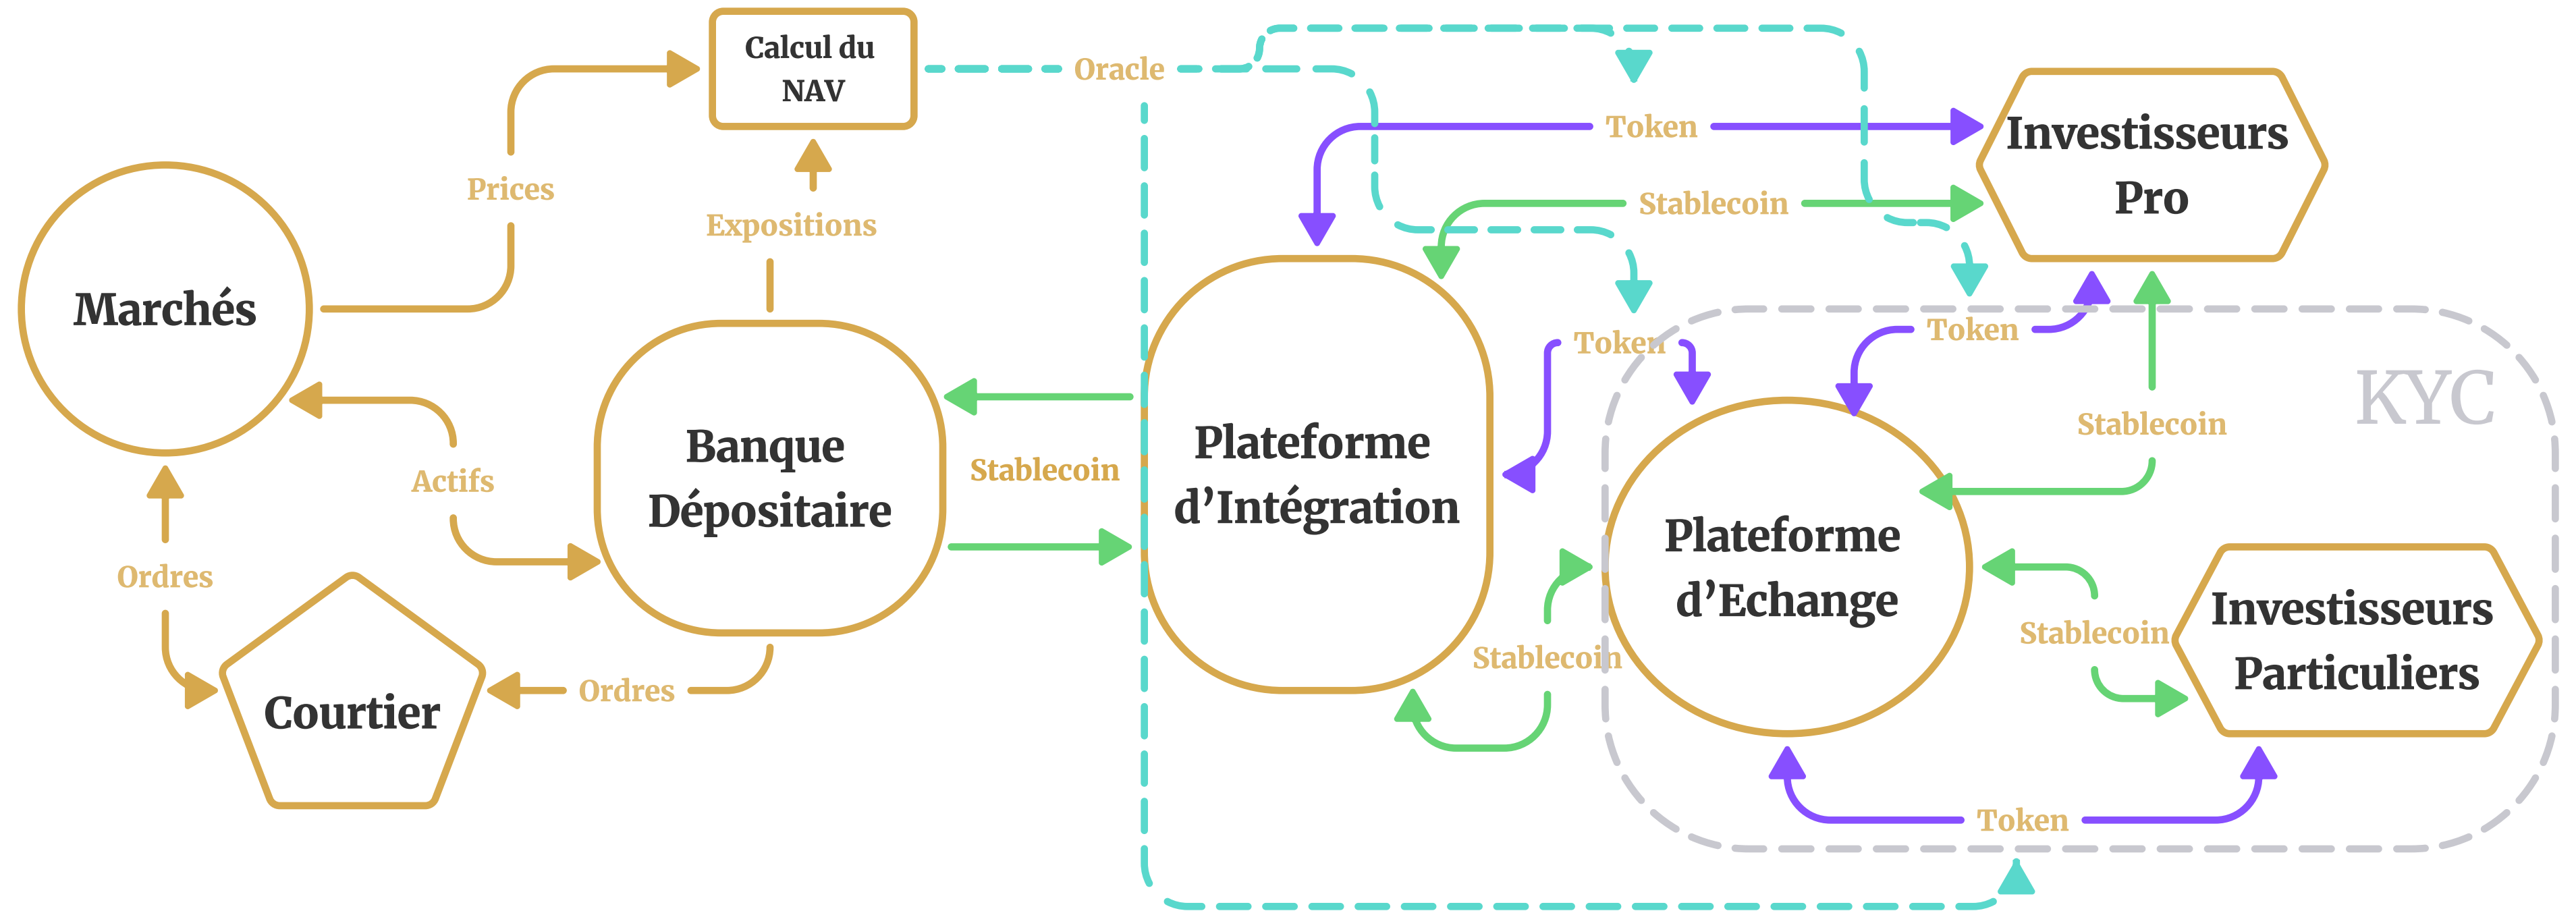 Calcul du
NAV
Oracle
Prices
Token
Investisseurs
Pro
Expositions
Stablecoin
Marchés
Token
Token
KYC
Stablecoin
Banque
Dépositaire
Stablecoin
Plateforme
d’Intégration
Actifs
Plateforme
d’Echange
Ordres
Stablecoin
Stablecoin
Investisseurs
Particuliers
Ordres
Courtier
Token